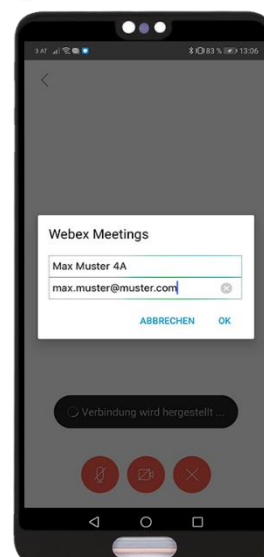 3 AT 83 % 13:06
Webex Meetings
Max Muster 4A
max.muster@muster.com
ABBRECHEN OK
Verbindung wird hergestellt ...